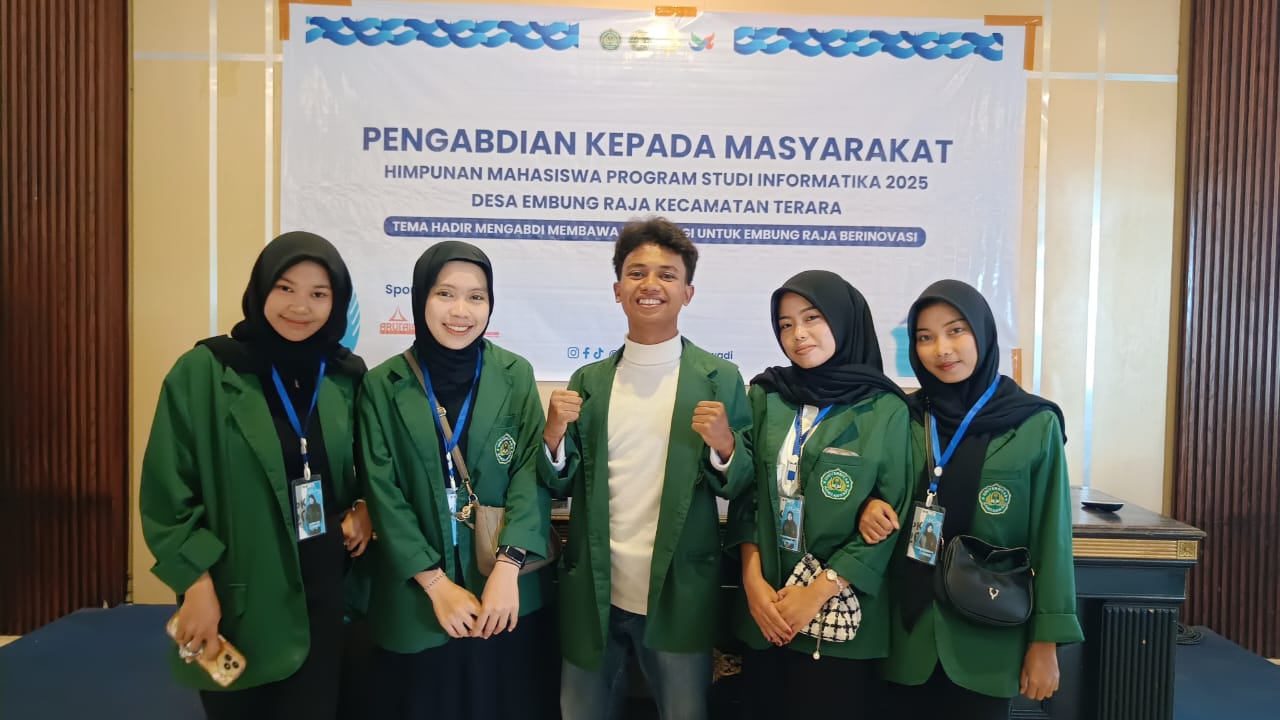 PENGABDIAN KEPADA MASYARAKAT
HIMPUNAN MAHASISWA PROGRAM STUDI INFORMATIKA 2025
DESA EMBUNG RAJA KECAMATAN TERARA
TEMA HADIR MENGABDI MEMBAWA UNTUK EMBUNG RAJA BERINOVASI